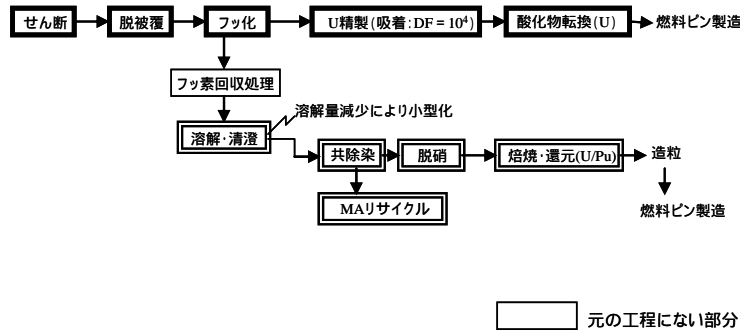 せん断
脱被覆
フッ化
U精製(吸着:DF = 10⁴)
酸化物転換(U)
燃料ピン製造
フッ素回収処理
溶解量減少により小型化
溶解・清澄
共除染
脱硝
焙焼・還元(U/Pu)
造粒
MAリサイクル
燃料ピン製造
元の工程にない部分